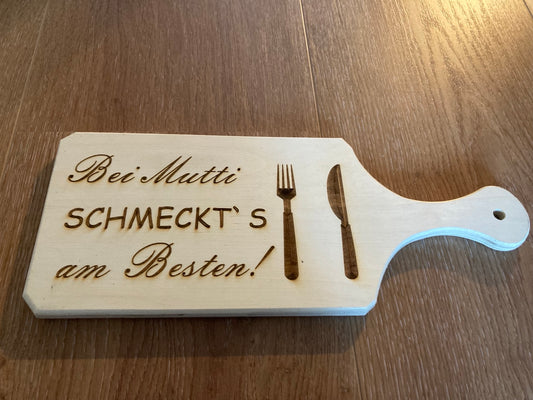 Bei Mutti
SCHMECKT`S
am Besten!